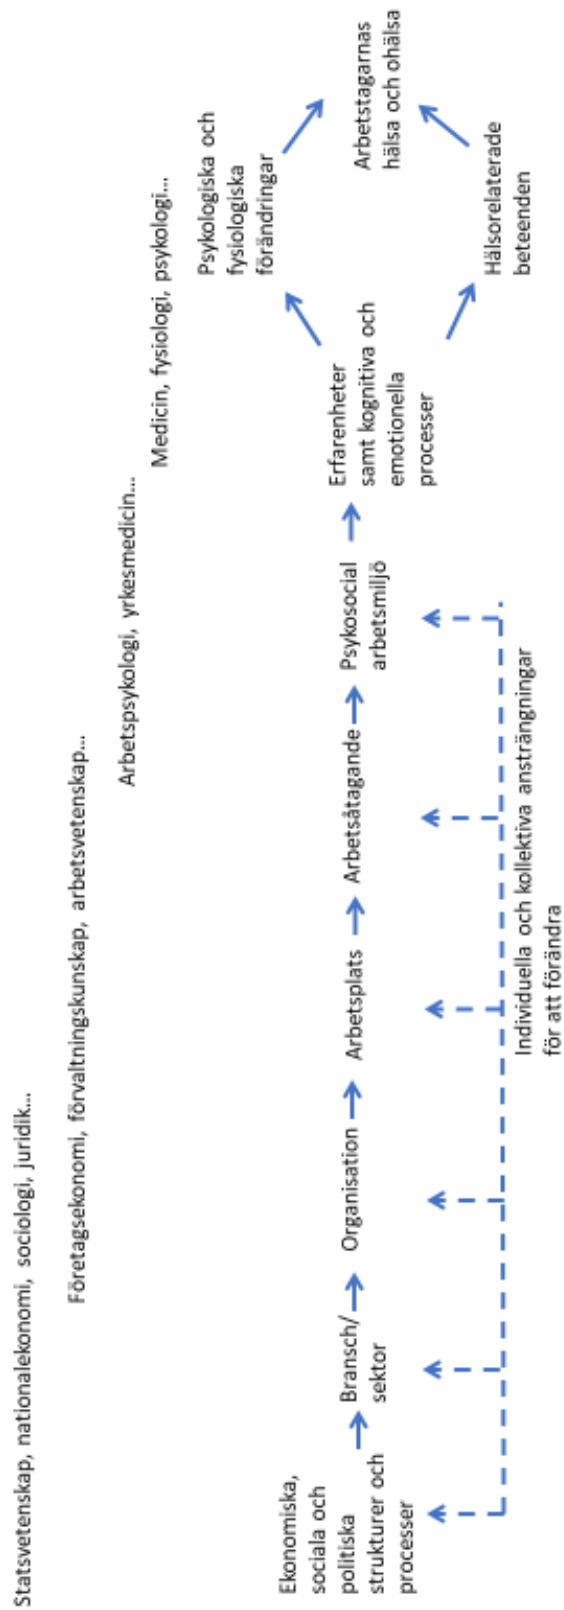 Statsvetenskap, nationalekonomi, sociologi, juridik...
Företagsekonomi, förvaltningskunskap, arbetsvetenskap...
Arbetspsykologi, yrkesmedicin...
Medicin, fysiologi, psykologi...
Ekonomiska,
sociala och
politiska
strukturer och
processer
Bransch/
sektor
Organisation
Arbetsplats
Arbetsåtagande
Psykosocial
arbetsmiljö
Erfarenheter
samt kognitiva och
emotionella
processer
Psykologiska och
fysiologiska
förändringar
Hälsorelaterade
beteenden
Arbetstagarnas
hälsa och ohälsa
Individuella och kollektiva ansträngningar
för att förändra